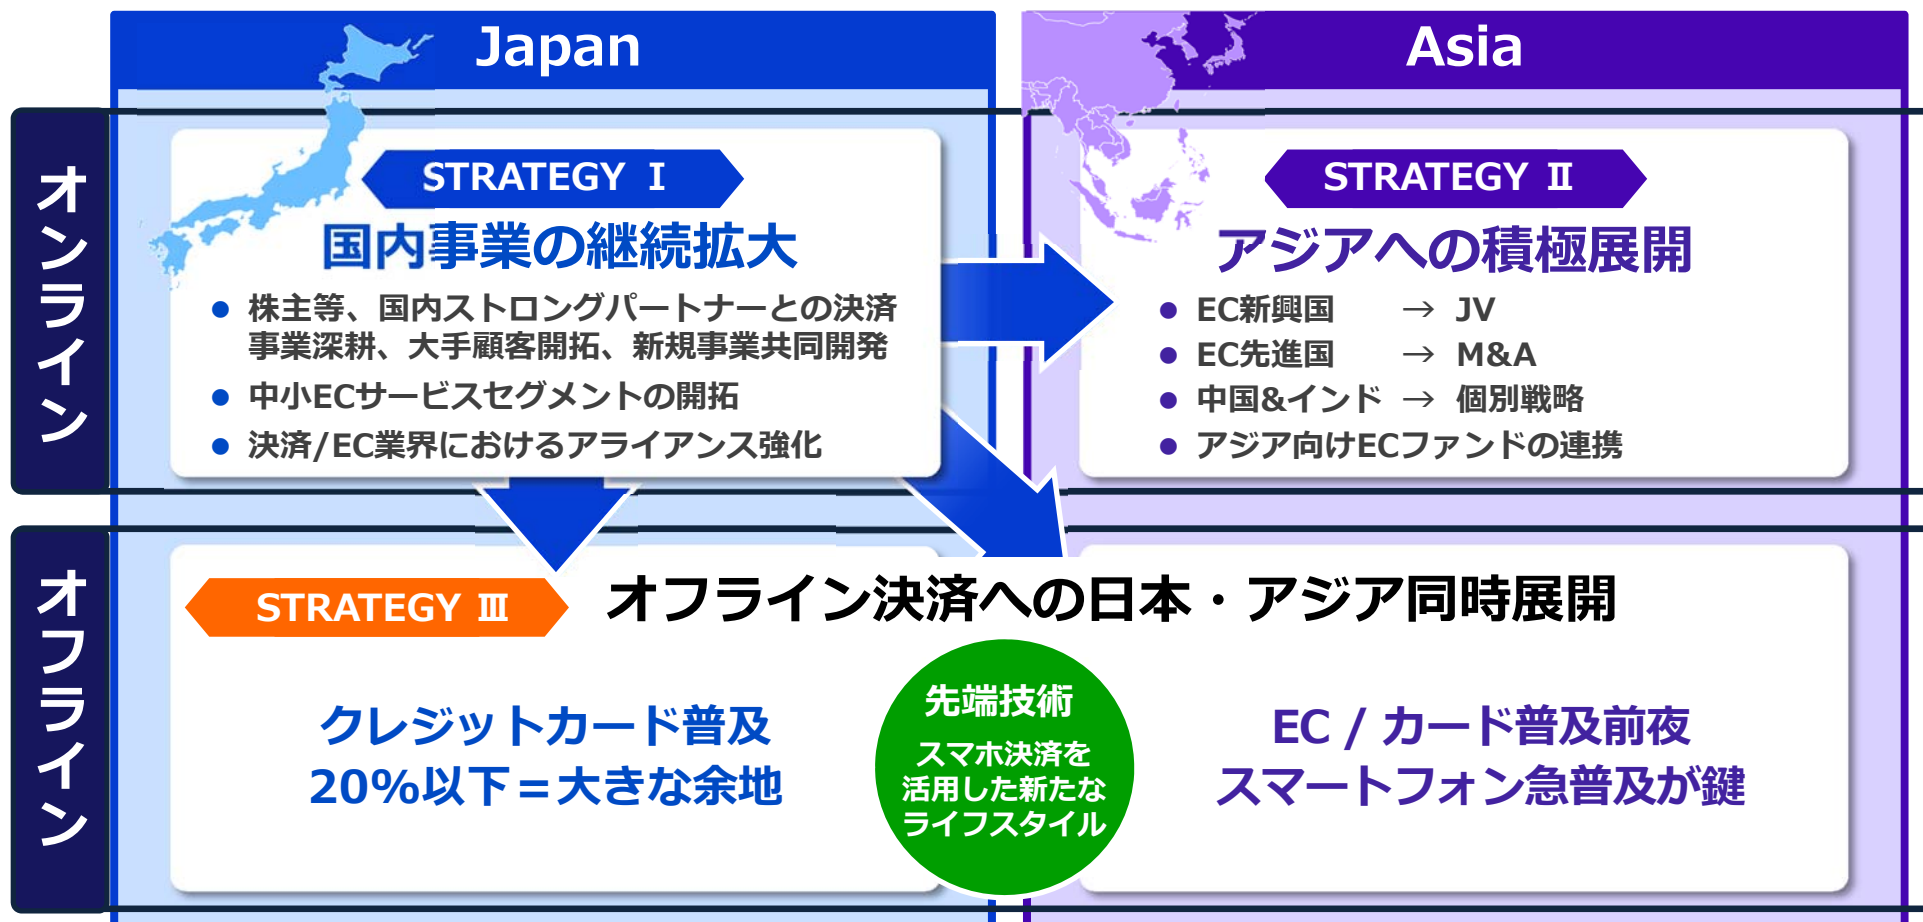 Japan
Asia
オンライン
STRATEGY Ⅰ
国内事業の継続拡大
● 株主等、国内ストロングパートナーとの決済
事業深耕、大手顧客開拓、新規事業共同開発
● 中小ECサービスセグメントの開拓
● 決済/EC業界におけるアライアンス強化
STRATEGY Ⅱ
アジアへの積極展開
● EC新興国 → JV
● EC先進国 → M&A
● 中国&インド → 個別戦略
● アジア向けECファンドの連携
オフライン
STRATEGY Ⅲ
オフライン決済への日本・アジア同時展開
クレジットカード普及
20%以下＝大きな余地
先端技術
スマホ決済を
活用した新たな
ライフスタイル
EC / カード普及前夜
スマートフォン急普及が鍵